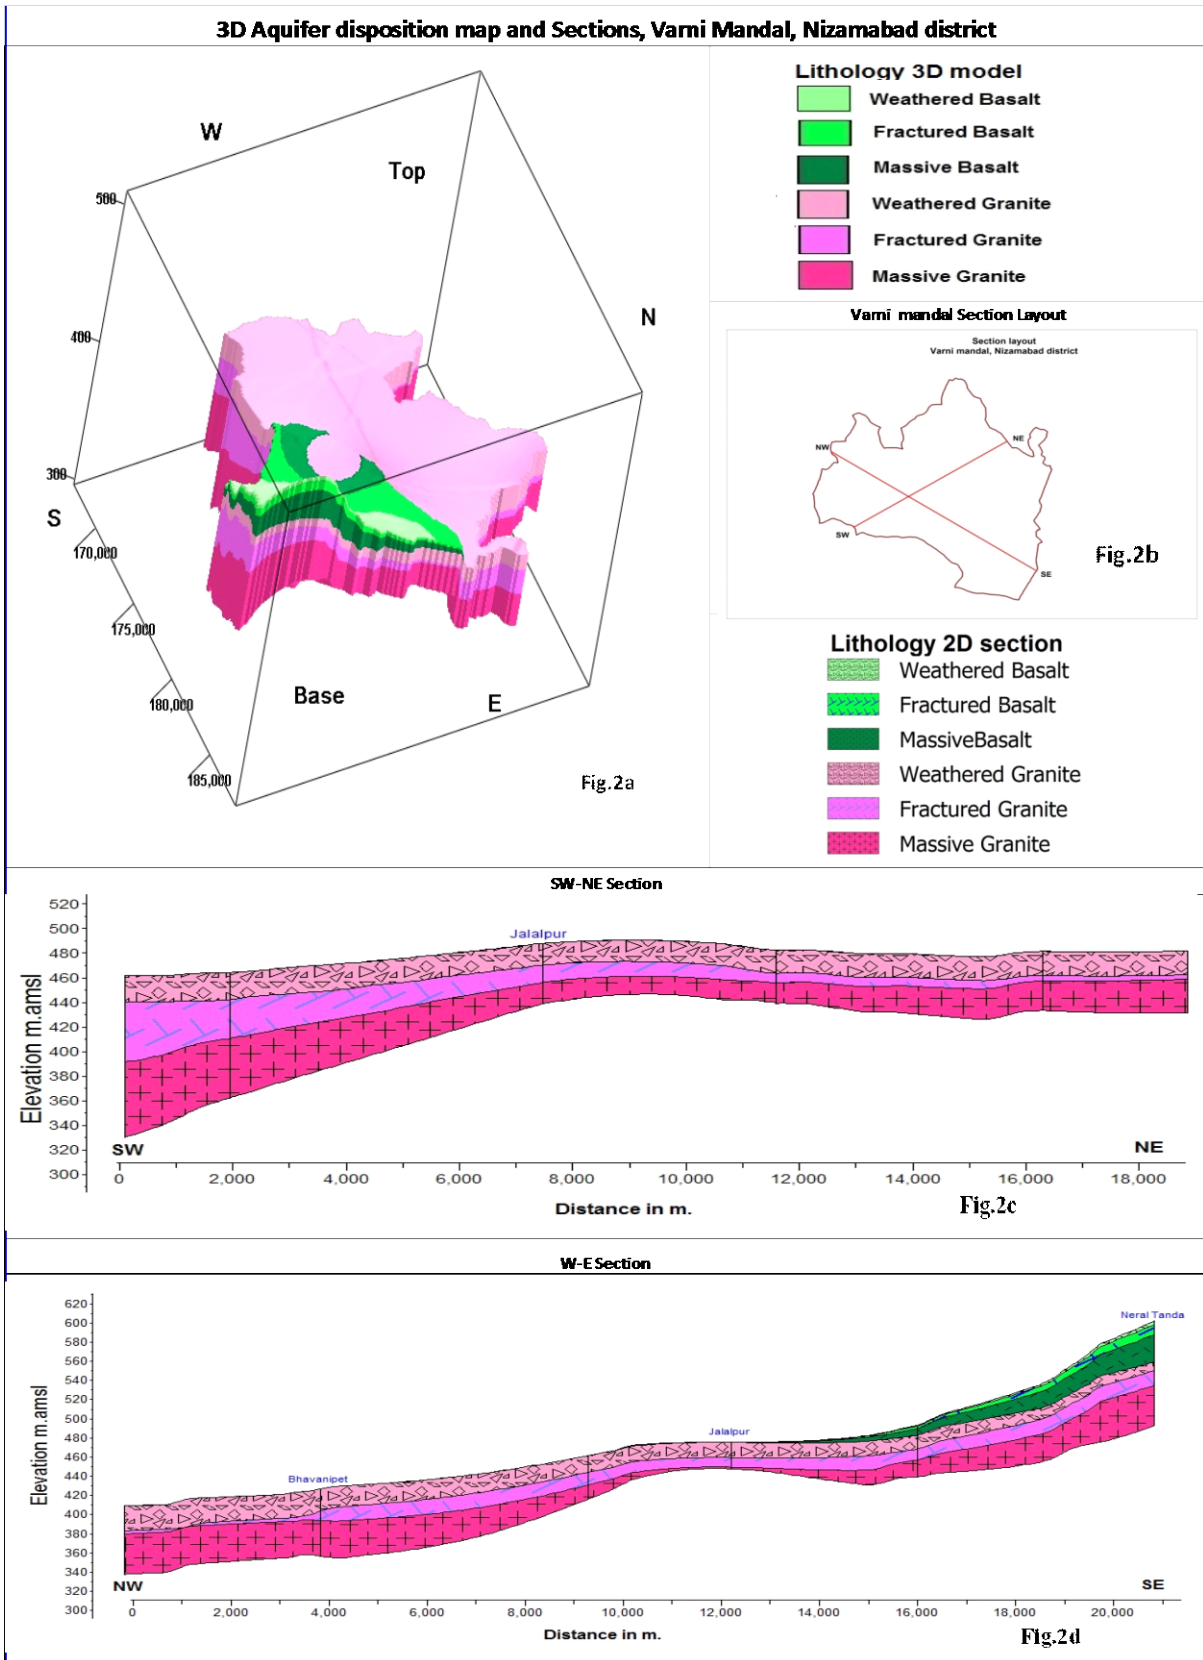 3D Aquifer disposition map and Sections, Varni Mandal, Nizamabad district
W
Top
500
N
400
300
S
170,000
175,000
180,000
185,000
Base
E
Fig.2a
Lithology 3D model
Weathered Basalt
Fractured Basalt
Massive Basalt
Weathered Granite
Fractured Granite
Massive Granite
Varni mandal Section Layout
Section layout
Varni mandal, Nizamabad district
NW
NE
SW
SE
Fig.2b
Lithology 2D section
Weathered Basalt
Fractured Basalt
MassiveBasalt
Weathered Granite
Fractured Granite
Massive Granite
SW-NE Section
Elevation m.amsl
520
500
480
460
440
420
400
380
360
340
320
300
Jalalpur
SW
NE
0 2,000 4,000 6,000 8,000 10,000 12,000 14,000 16,000 18,000
Distance in m.
Fig.2c
W-E Section
Elevation m.amsl
620
600
580
560
540
520
500
480
460
440
420
400
380
360
340
320
300
Neral Tanda
Jalalpur
Bhavanipet
NW
SE
0 2,000 4,000 6,000 8,000 10,000 12,000 14,000 16,000 18,000 20,000
Distance in m.
Fig.2d